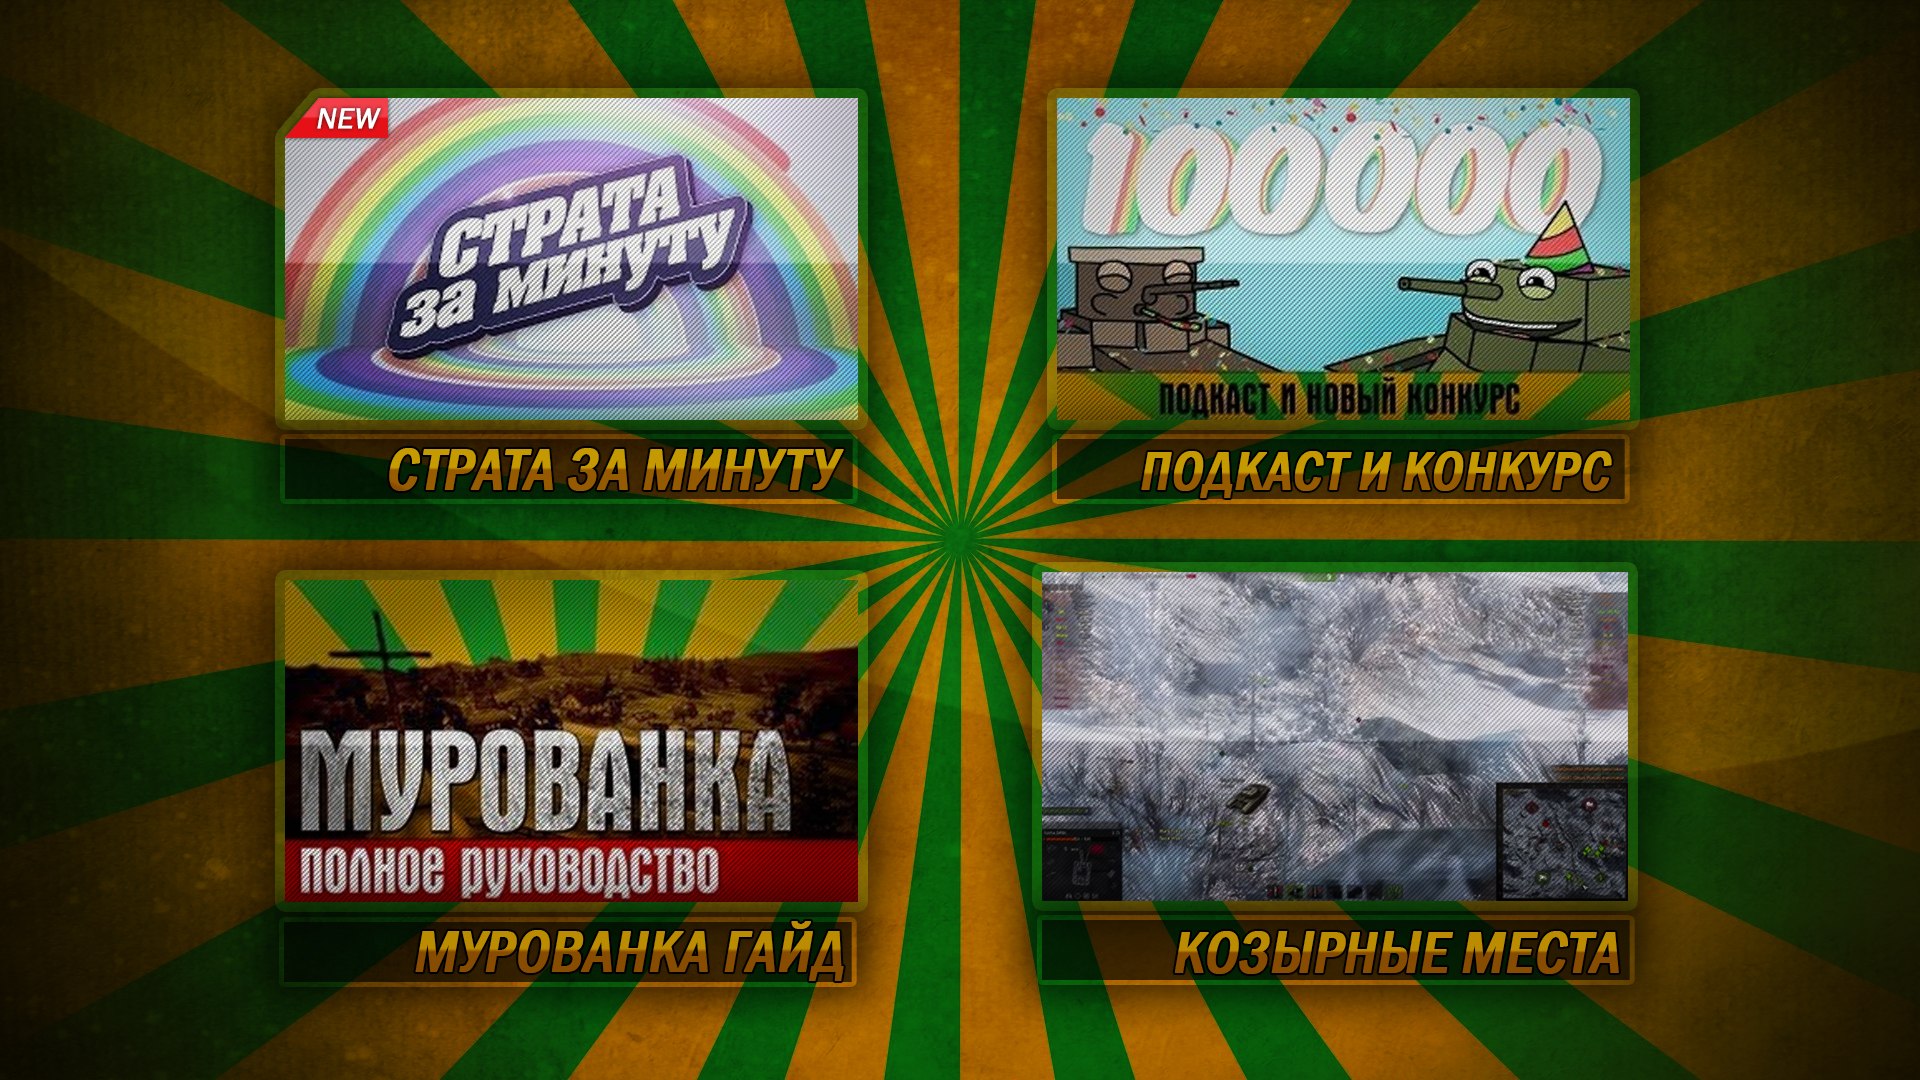 NEW
СТРАТА
ЗА МИНУТУ
СТРАТА ЗА МИНУТУ
100000
ПОДКАСТ И НОВЫЙ КОНКУРС
ПОДКАСТ И КОНКУРС
МУРОВАНКА
ПОЛНОЕ РУКОВОДСТВО
МУРОВАНКА ГАЙД
КОЗЫРНЫЕ МЕСТА